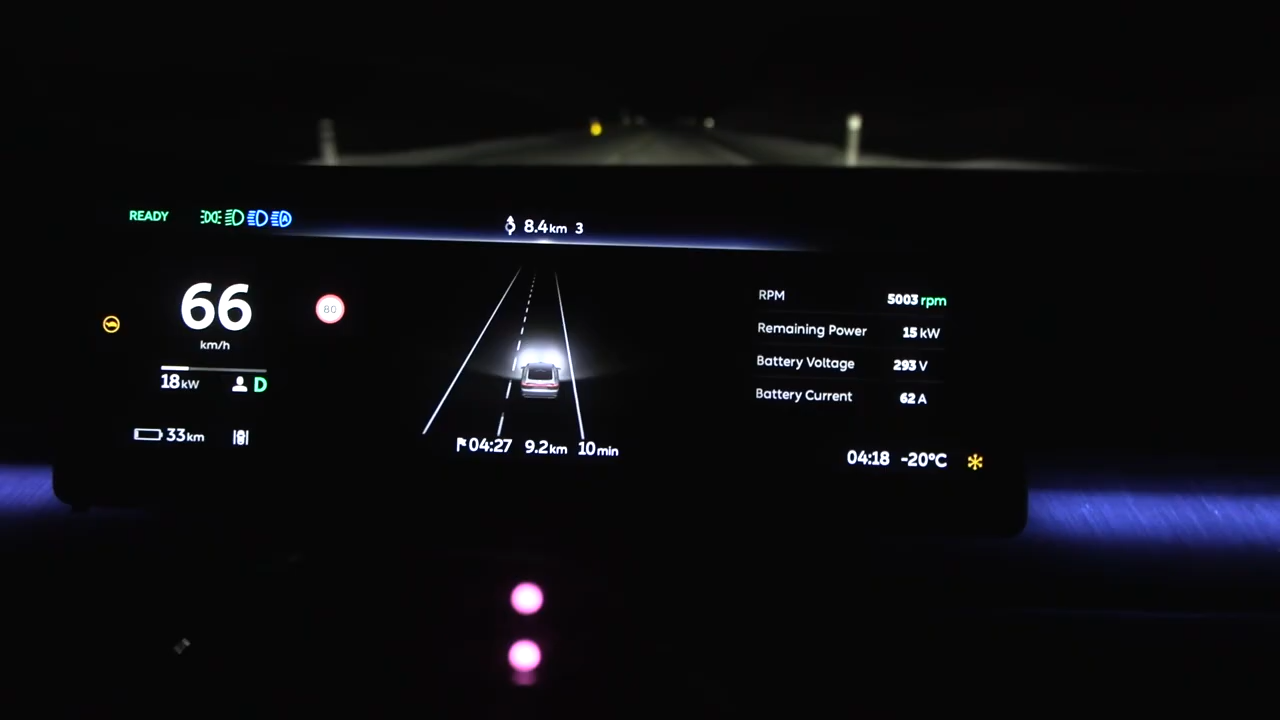 READY
8.4km 3
66
km/h
80
18kW D
33km
04:27 9.2km 10min
RPM 5003 rpm
Remaining Power 15 kW
Battery Voltage 293 V
Battery Current 62 A
04:18 -20°C